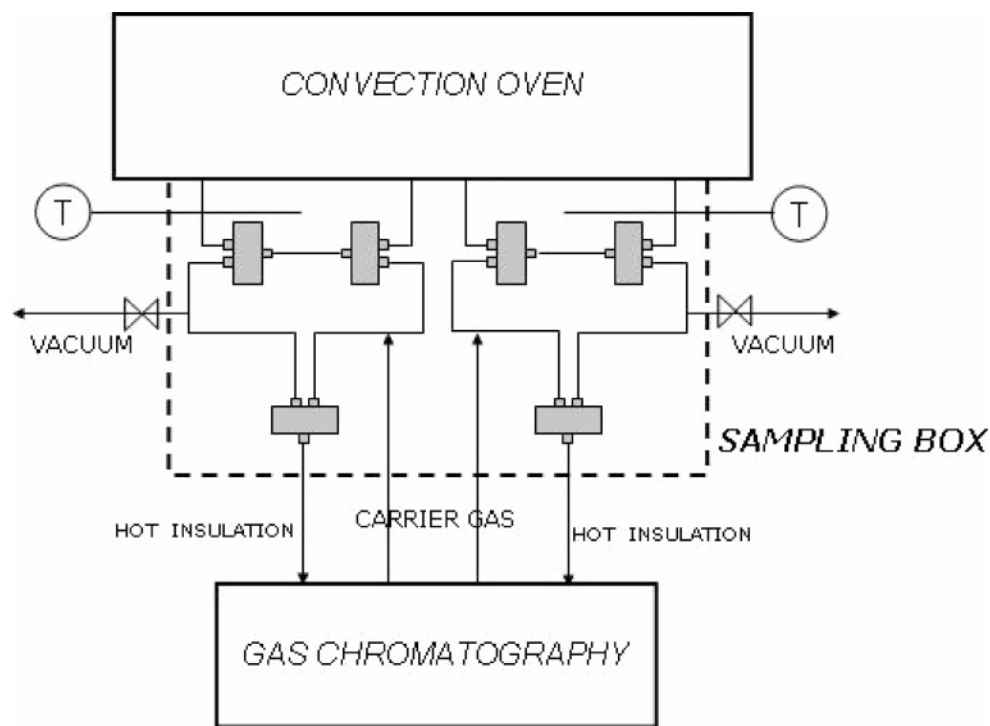 CONVECTION OVEN
T
T
VACUUM
VACUUM
SAMPLING BOX
HOT INSULATION
CARRIER GAS
HOT INSULATION
GAS CHROMATOGRAPHY